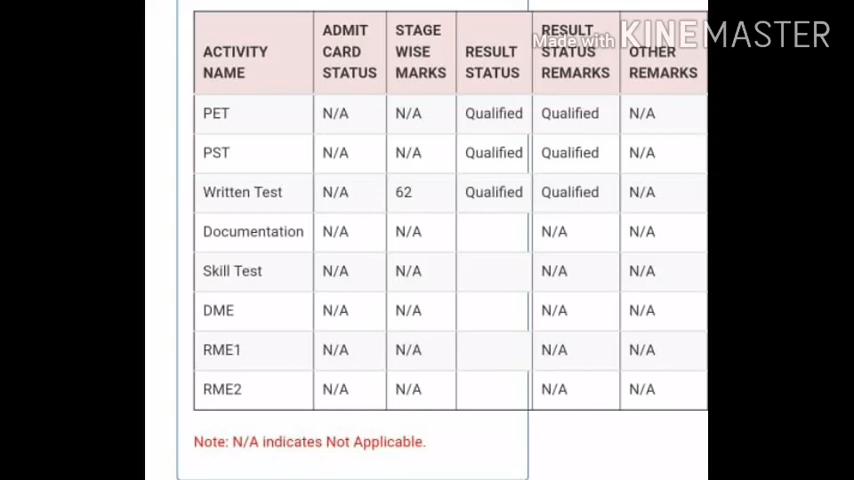 ACTIVITY NAME | ADMIT CARD STATUS | STAGE WISE MARKS | RESULT STATUS | RESULT STATUS REMARKS | OTHER REMARKS
Made with KINEMASTER
PET | N/A | N/A | Qualified | Qualified | N/A
PST | N/A | N/A | Qualified | Qualified | N/A
Written Test | N/A | 62 | Qualified | Qualified | N/A
Documentation | N/A | N/A | | N/A | N/A
Skill Test | N/A | N/A | | N/A | N/A
DME | N/A | N/A | | N/A | N/A
RME1 | N/A | N/A | | N/A | N/A
RME2 | N/A | N/A | | N/A | N/A
Note: N/A indicates Not Applicable.